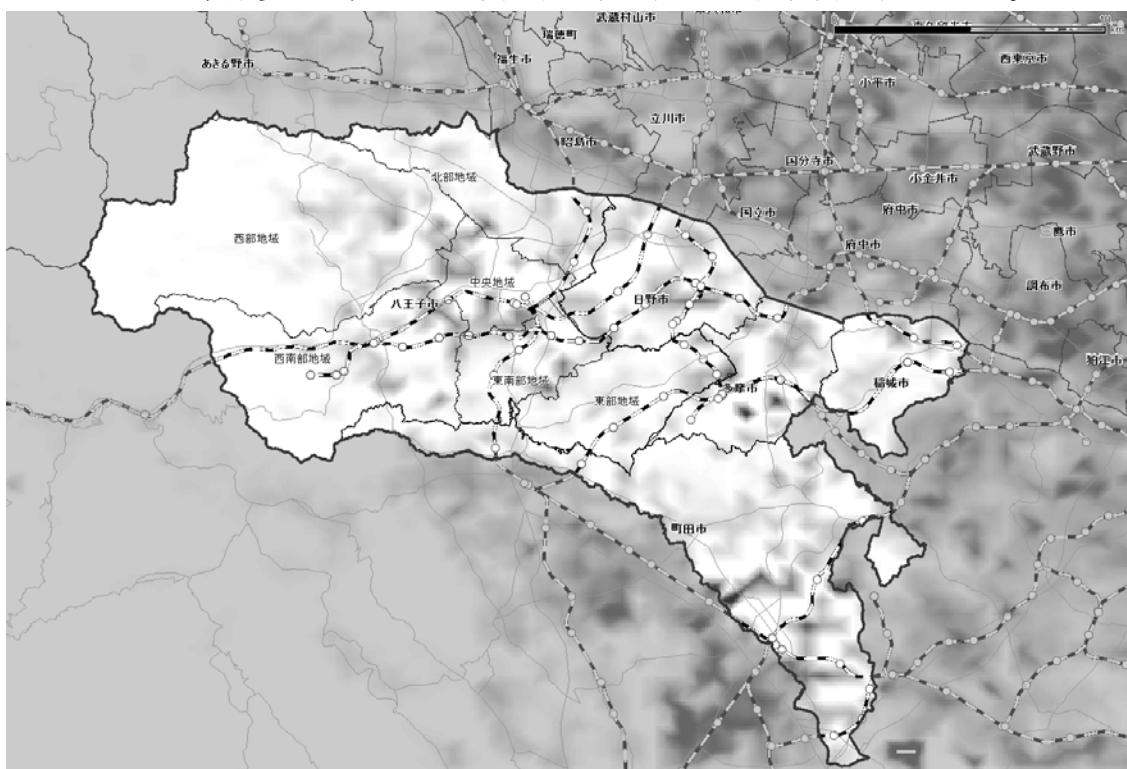 武蔵村山市
瑞穂町
福生市
あきる野市
西東京市
小平市
立川市
昭島市
国分寺市
武蔵野市
小金井市
北部地域
国立市
府中市
三鷹市
西部地域
府中市
調布市
中央地域
八王子市
日野市
狛江市
西南部地域
東南部地域
多摩市
稲城市
東部地域
町田市